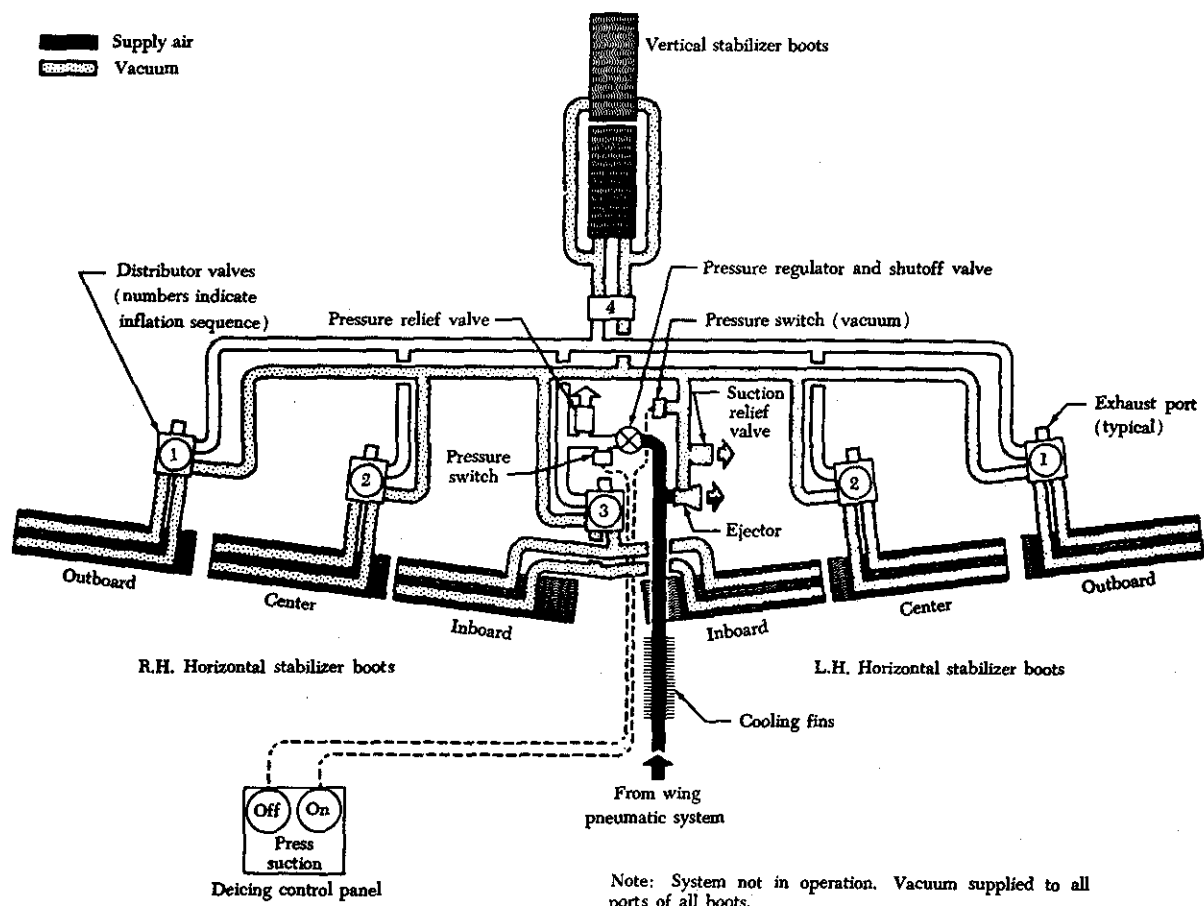 Supply air
Vacuum
Vertical stabilizer boots
Distributor valves
(numbers indicate
inflation sequence)
Pressure regulator and shutoff valve
4
Pressure relief valve
Pressure switch (vacuum)
Suction
relief
valve
Exhaust port
(typical)
1
2
Pressure
switch
3
2
1
Ejector
Outboard
Center
Inboard
Inboard
Center
Outboard
R.H. Horizontal stabilizer boots
L.H. Horizontal stabilizer boots
Cooling fins
From wing
pneumatic system
Off
On
Press
suction
Deicing control panel
Note: System not in operation. Vacuum supplied to all
ports of all boots.